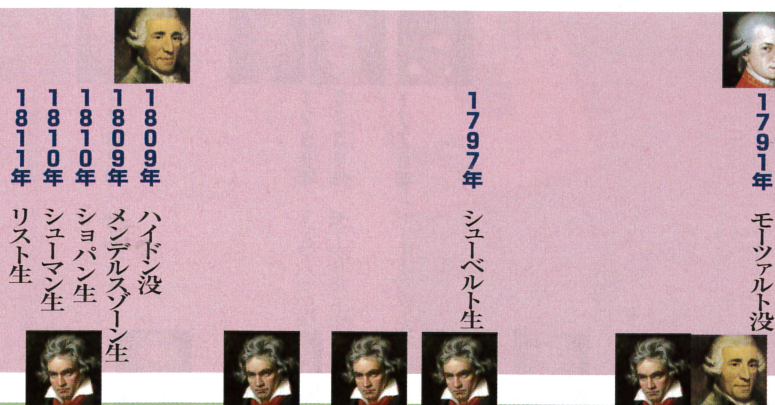 1791年 モーツァルト没
1797年 シューベルト生
1809年 ハイドン没
1809年 メンデルスゾーン生
1810年 ショパン生
1810年 シューマン生
1811年 リスト生